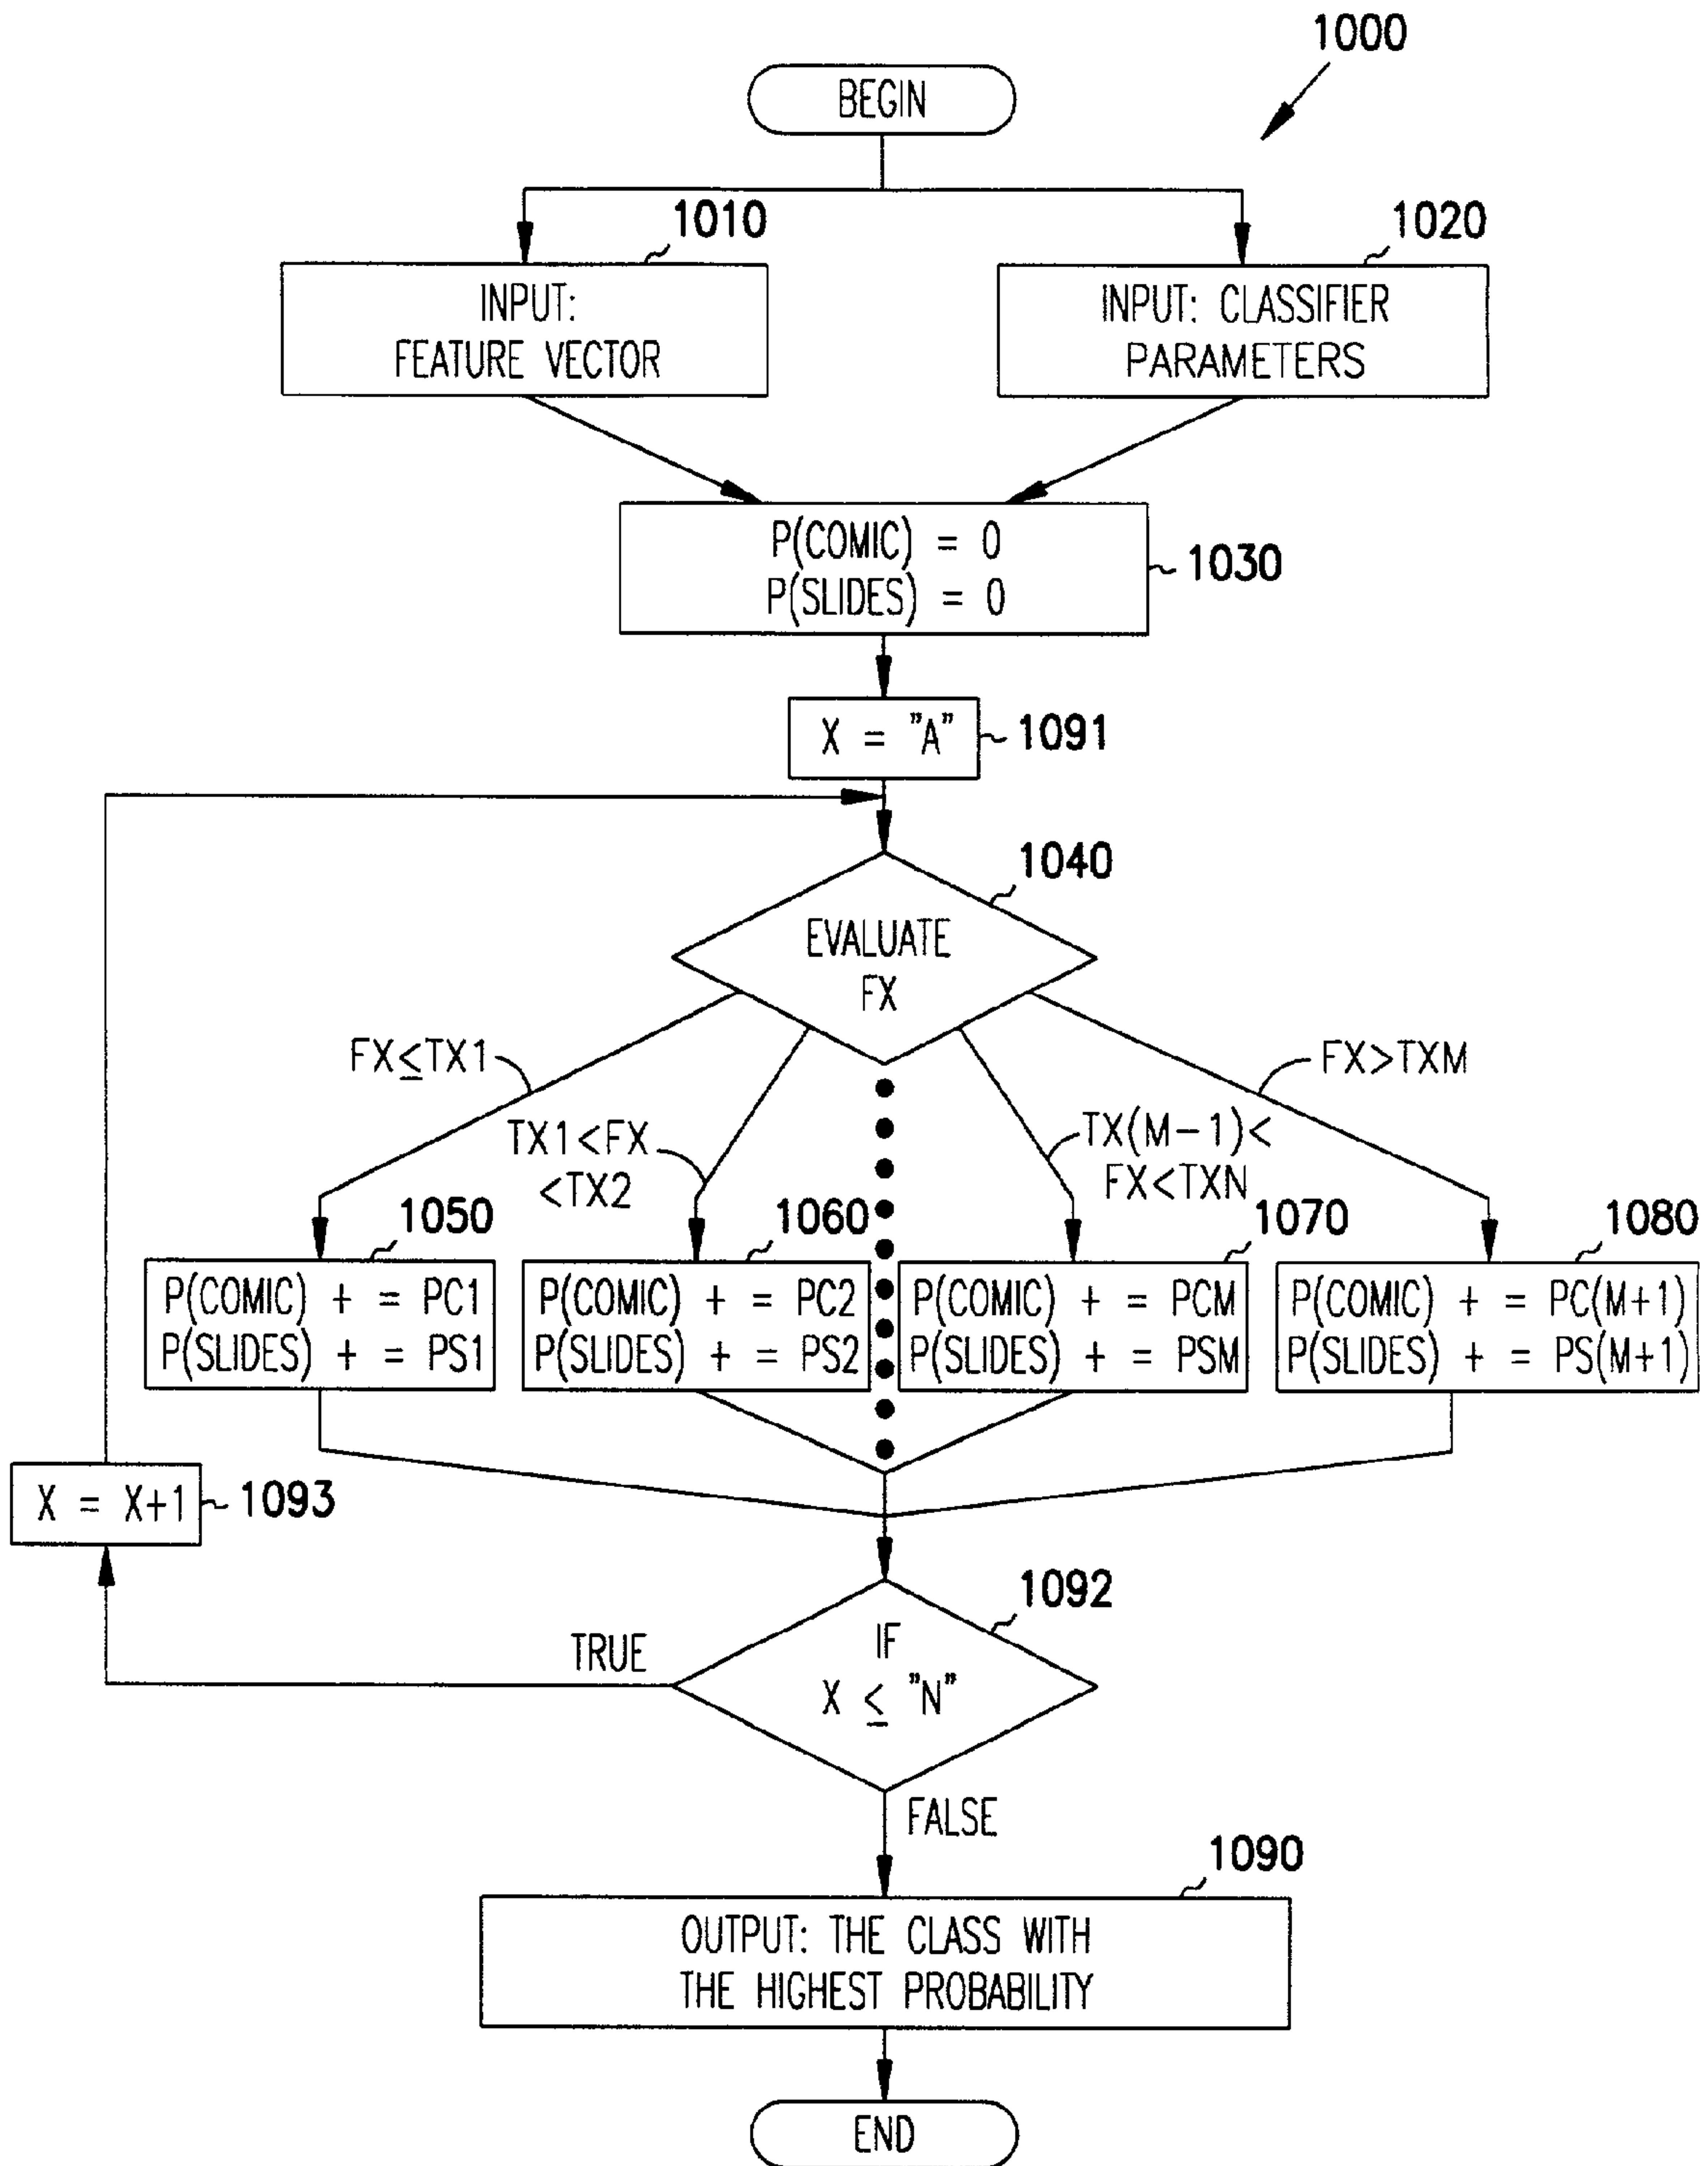 1000
BEGIN
1010
1020
INPUT:
FEATURE VECTOR
INPUT: CLASSIFIER
PARAMETERS
P(COMIC) = 0
P(SLIDES) = 0
1030
X = "A"
1091
1040
EVALUATE
FX
FX≤TX1
TX1<FX
<TX2
TX(M-1)<
FX<TXN
FX>TXM
1050
1060
1070
1080
P(COMIC) + = PC1
P(SLIDES) + = PS1
P(COMIC) + = PC2
P(SLIDES) + = PS2
P(COMIC) + = PCM
P(SLIDES) + = PSM
P(COMIC) + = PC(M+1)
P(SLIDES) + = PS(M+1)
X = X+1
1093
1092
IF
X ≤ "N"
TRUE
FALSE
1090
OUTPUT: THE CLASS WITH
THE HIGHEST PROBABILITY
END